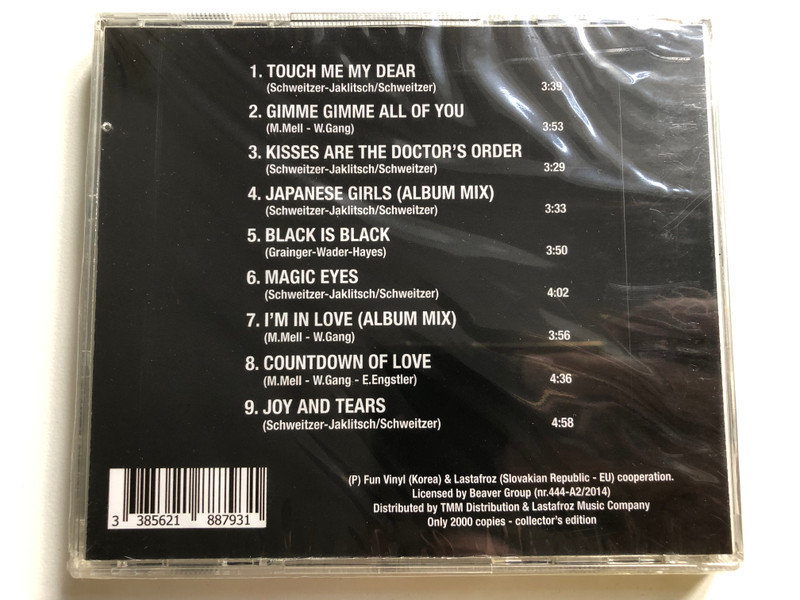 1. TOUCH ME MY DEAR
(Schweitzer-Jaklitsch/Schweitzer) 3:39
2. GIMME GIMME ALL OF YOU
(M.Mell - W.Gang) 3:53
3. KISSES ARE THE DOCTOR'S ORDER
(Schweitzer-Jaklitsch/Schweitzer) 3:29
4. JAPANESE GIRLS (ALBUM MIX)
(Schweitzer-Jaklitsch/Schweitzer) 3:33
5. BLACK IS BLACK
(Grainger-Wader-Hayes) 3:50
6. MAGIC EYES
(Schweitzer-Jaklitsch/Schweitzer) 4:02
7. I'M IN LOVE (ALBUM MIX)
(M.Mell - W.Gang) 3:56
8. COUNTDOWN OF LOVE
(M.Mell - W.Gang - E.Engstler) 4:36
9. JOY AND TEARS
(Schweitzer-Jaklitsch/Schweitzer) 4:58
(P) Fun Vinyl (Korea) & Lastafroz (Slovakian Republic - EU) cooperation.
Licensed by Beaver Group (nr.444-A2/2014)
Distributed by TMM Distribution & Lastafroz Music Company
Only 2000 copies - collector's edition
3 385621 887931